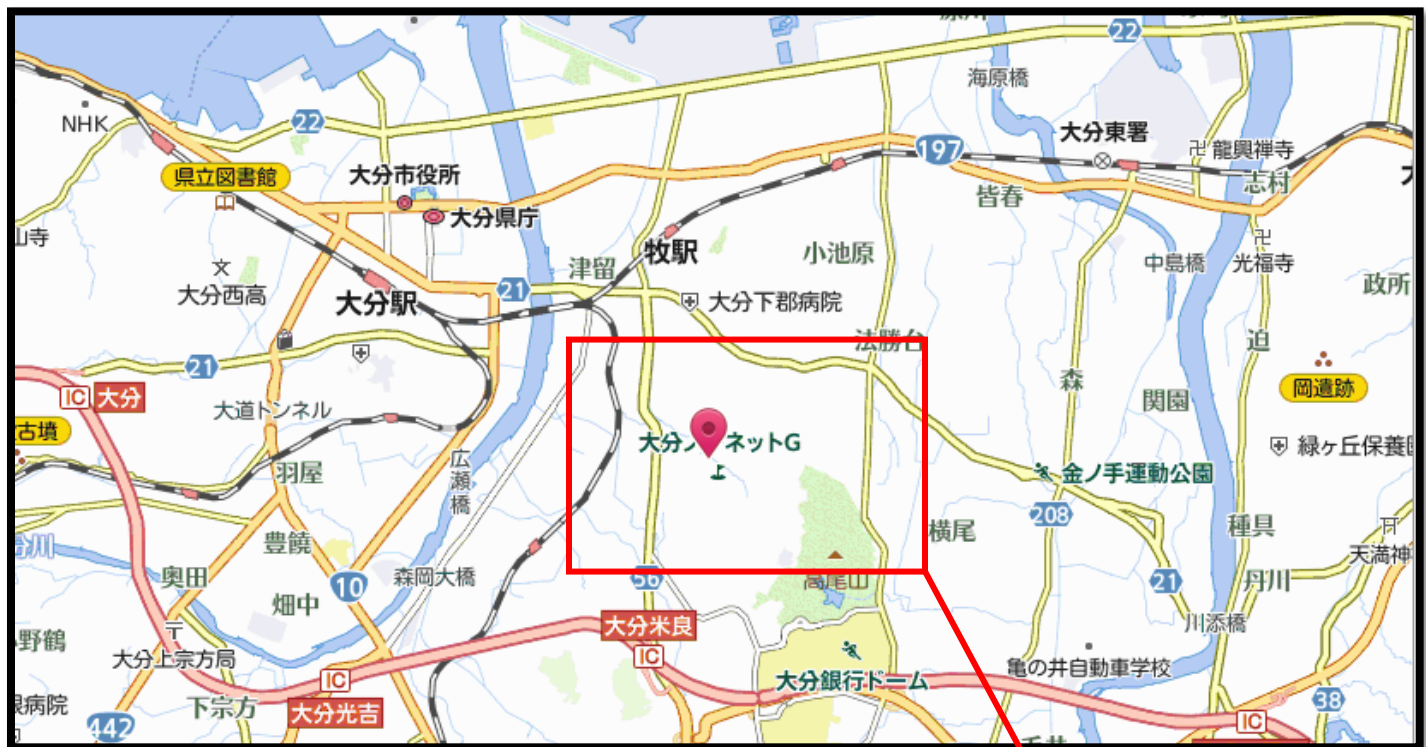 22
海原橋
NHK
22
大分東署
197
龍興禅寺
県立図書館
大分市役所
志村
大分県庁
皆春
山寺
牧駅
小池原
津留
中島橋
光福寺
大分西高
政所
大分駅
21
大分下郡病院
法勝台
迫
21
森
岡遺跡
IC 大分
大道トンネル
関園
古墳
大分
ネットG
緑ヶ丘保養
羽屋
広瀬橋
金ノ手運動公園
208
横尾
種具
豊饒
天満神
分川
森岡大橋
奥田
10
56
高尾山
21
丹川
畑中
大分米良
川添橋
野鶴
IC
大分上宗方局
亀の井自動車学校
IC
大分銀行ドーム
病院
下宗方
大分光吉
38
442
IC